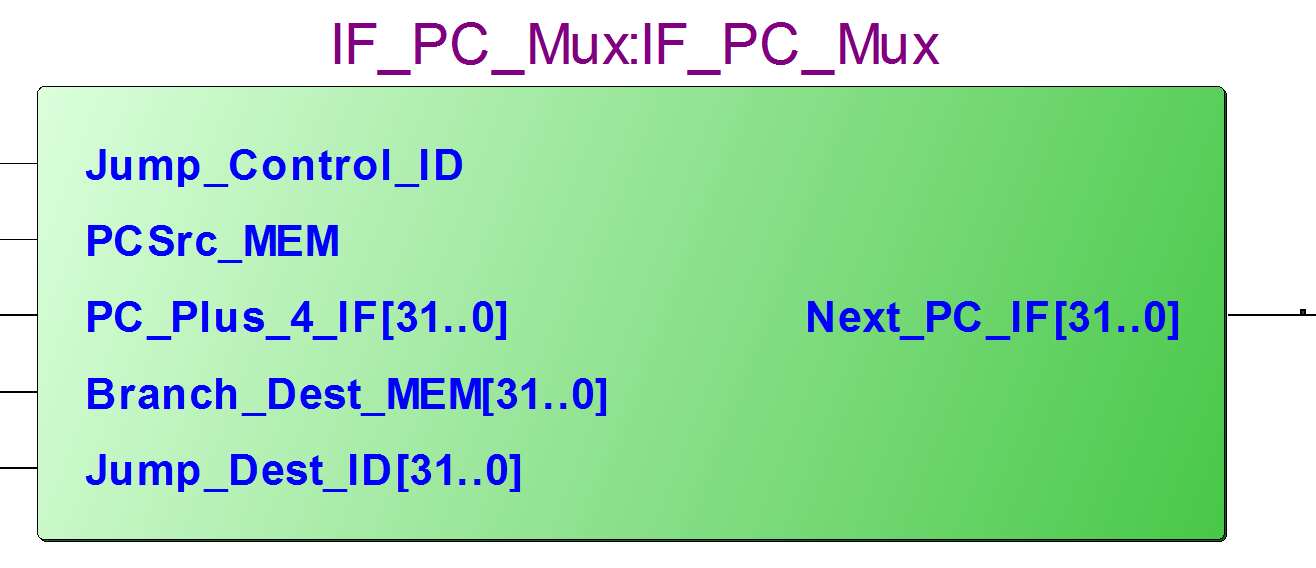 IF_PC_Mux:IF_PC_Mux
Jump_Control_ID
PCSrc_MEM
PC_Plus_4_IF[31..0]
Next_PC_IF[31..0]
Branch_Dest_MEM[31..0]
Jump_Dest_ID[31..0]